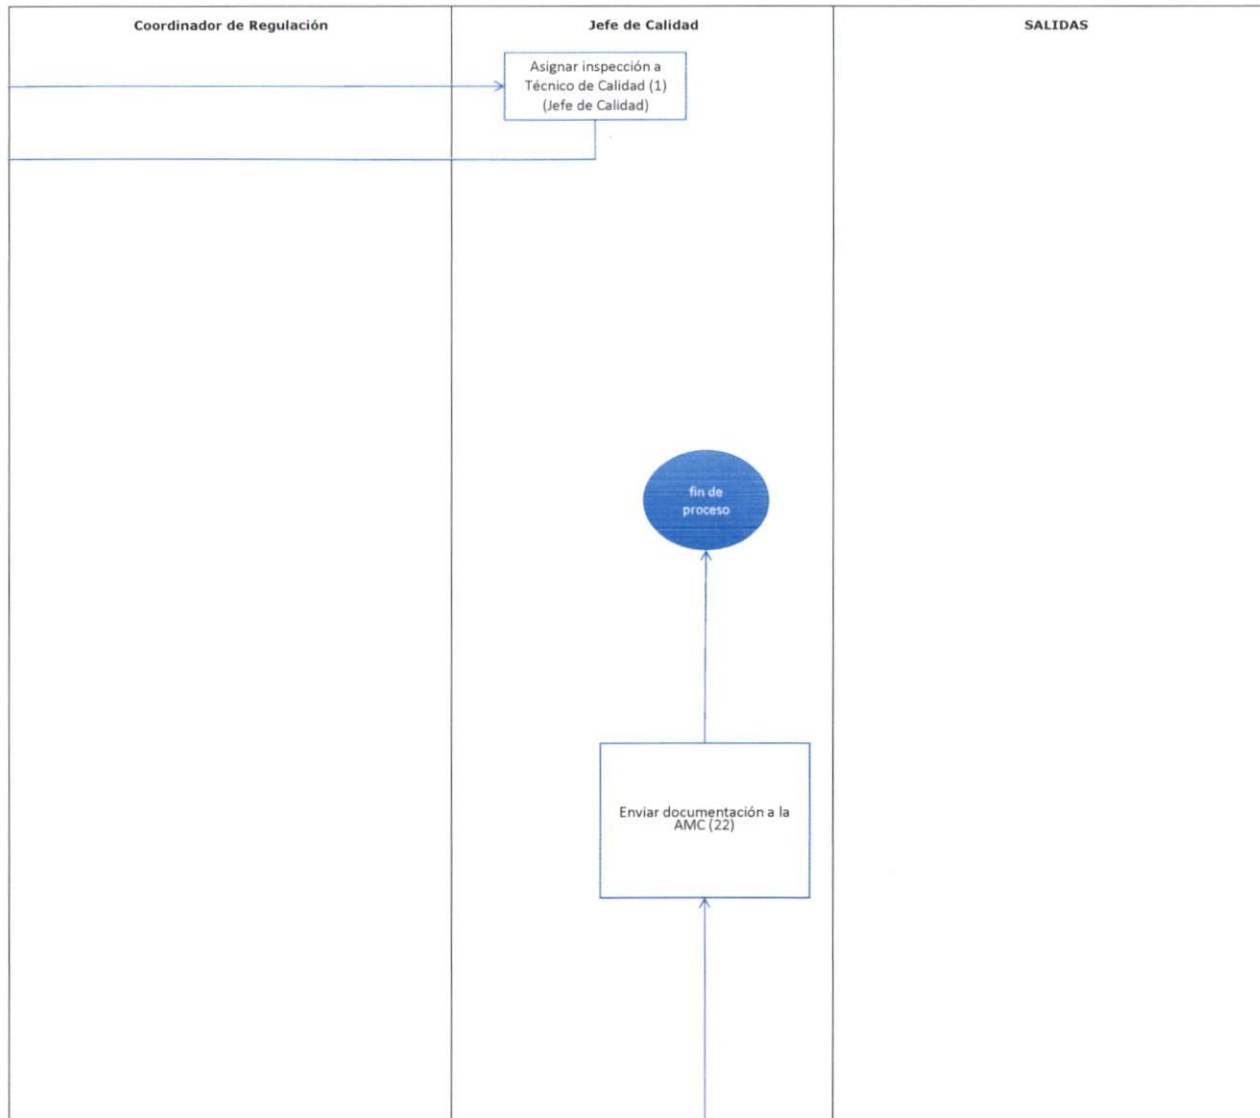 Coordinador de Regulación
Jefe de Calidad
SALIDAS
Asignar inspección a
Técnico de Calidad (1)
(Jefe de Calidad)
fin de
proceso
Enviar documentación a la
AMC (22)